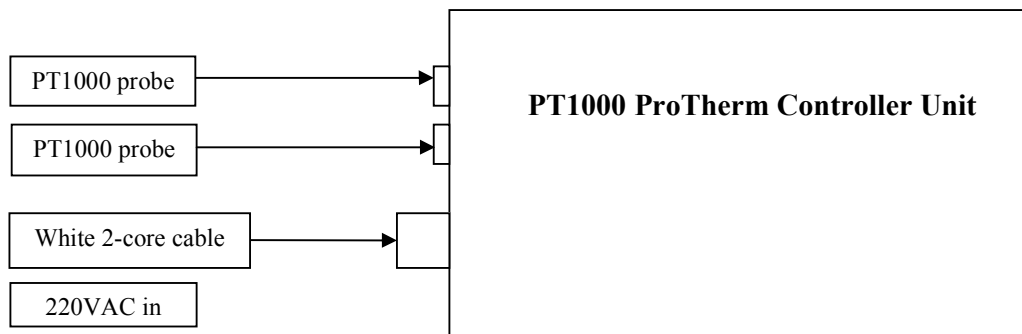 PT1000 probe
PT1000 ProTherm Controller Unit
PT1000 probe
White 2-core cable
220VAC in